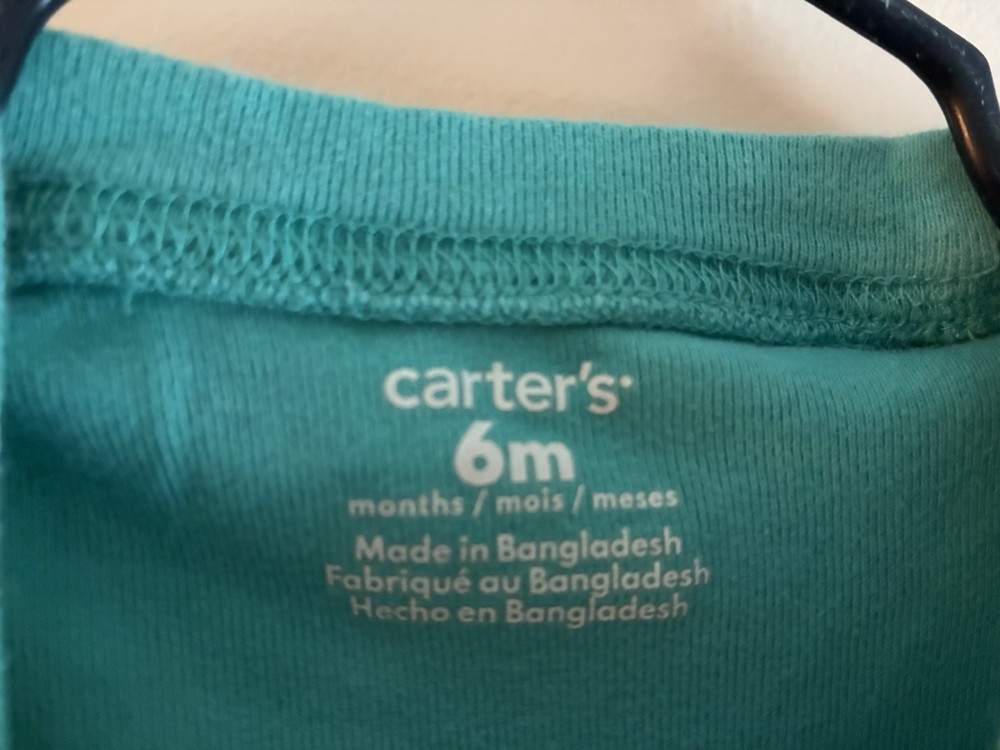 carter's
6m
months / mois / meses
Made in Bangladesh
Fabriqué au Bangladesh
Hecho en Bangladesh